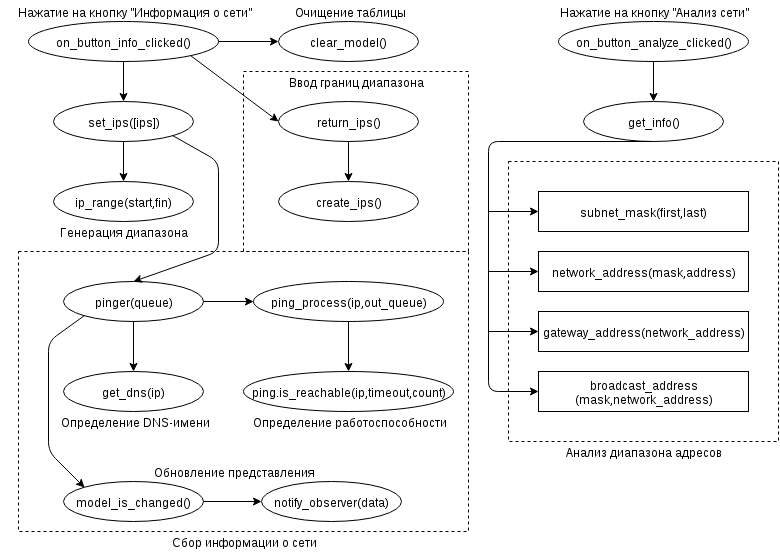 Нажатие на кнопку "Информация о сети"
on_button_info_clicked()
Очищение таблицы
clear_model()
Нажатие на кнопку "Анализ сети"
on_button_analyze_clicked()
Ввод границ диапазона
set_ips([ips])
return_ips()
get_info()
ip_range(start,fin)
create_ips()
Генерация диапазона
subnet_mask(first,last)
network_address(mask,address)
gateway_address(network_address)
broadcast_address
(mask,network_address)
Анализ диапазона адресов
pinger(queue)
ping_process(ip,out_queue)
get_dns(ip)
ping.is_reachable(ip,timeout,count)
Определение DNS-имени
Определение работоспособности
Обновление представления
model_is_changed()
notify_observer(data)
Сбор информации о сети